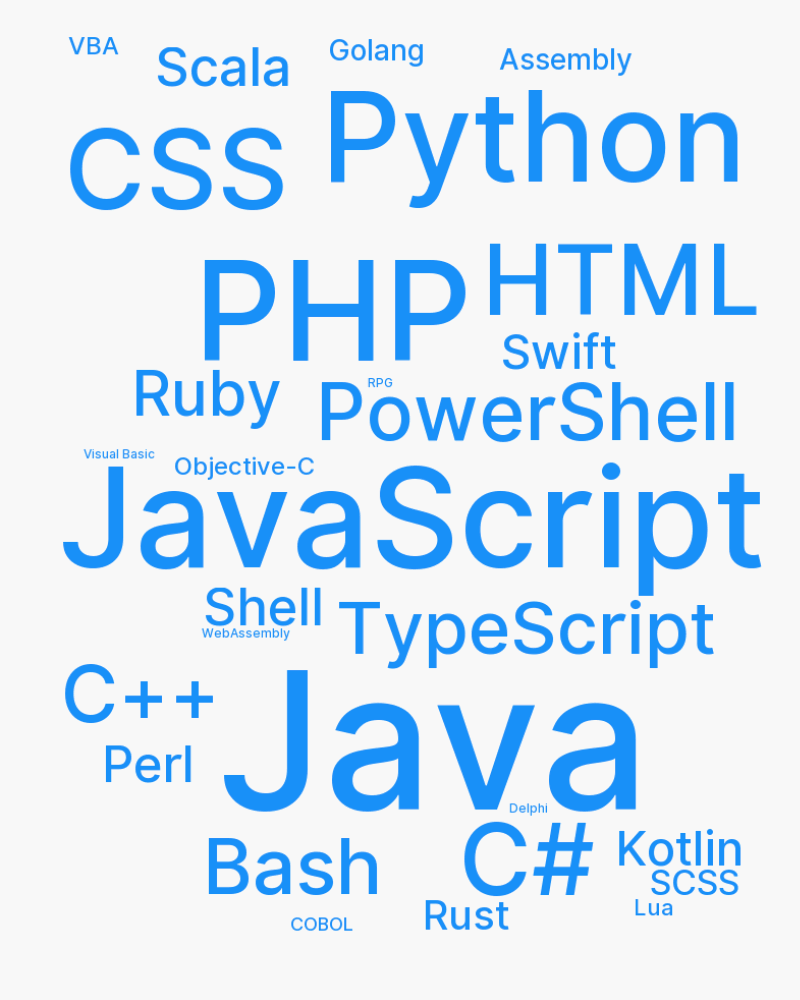 VBA
Scala
Golang
Assembly
CSS
Python
PHP
HTML
Swift
Ruby
RPG
PowerShell
Visual Basic
Objective-C
JavaScript
Shell
WebAssembly
TypeScript
C++
Java
Perl
Delphi
Bash
C#
Kotlin
SCSS
Lua
COBOL
Rust